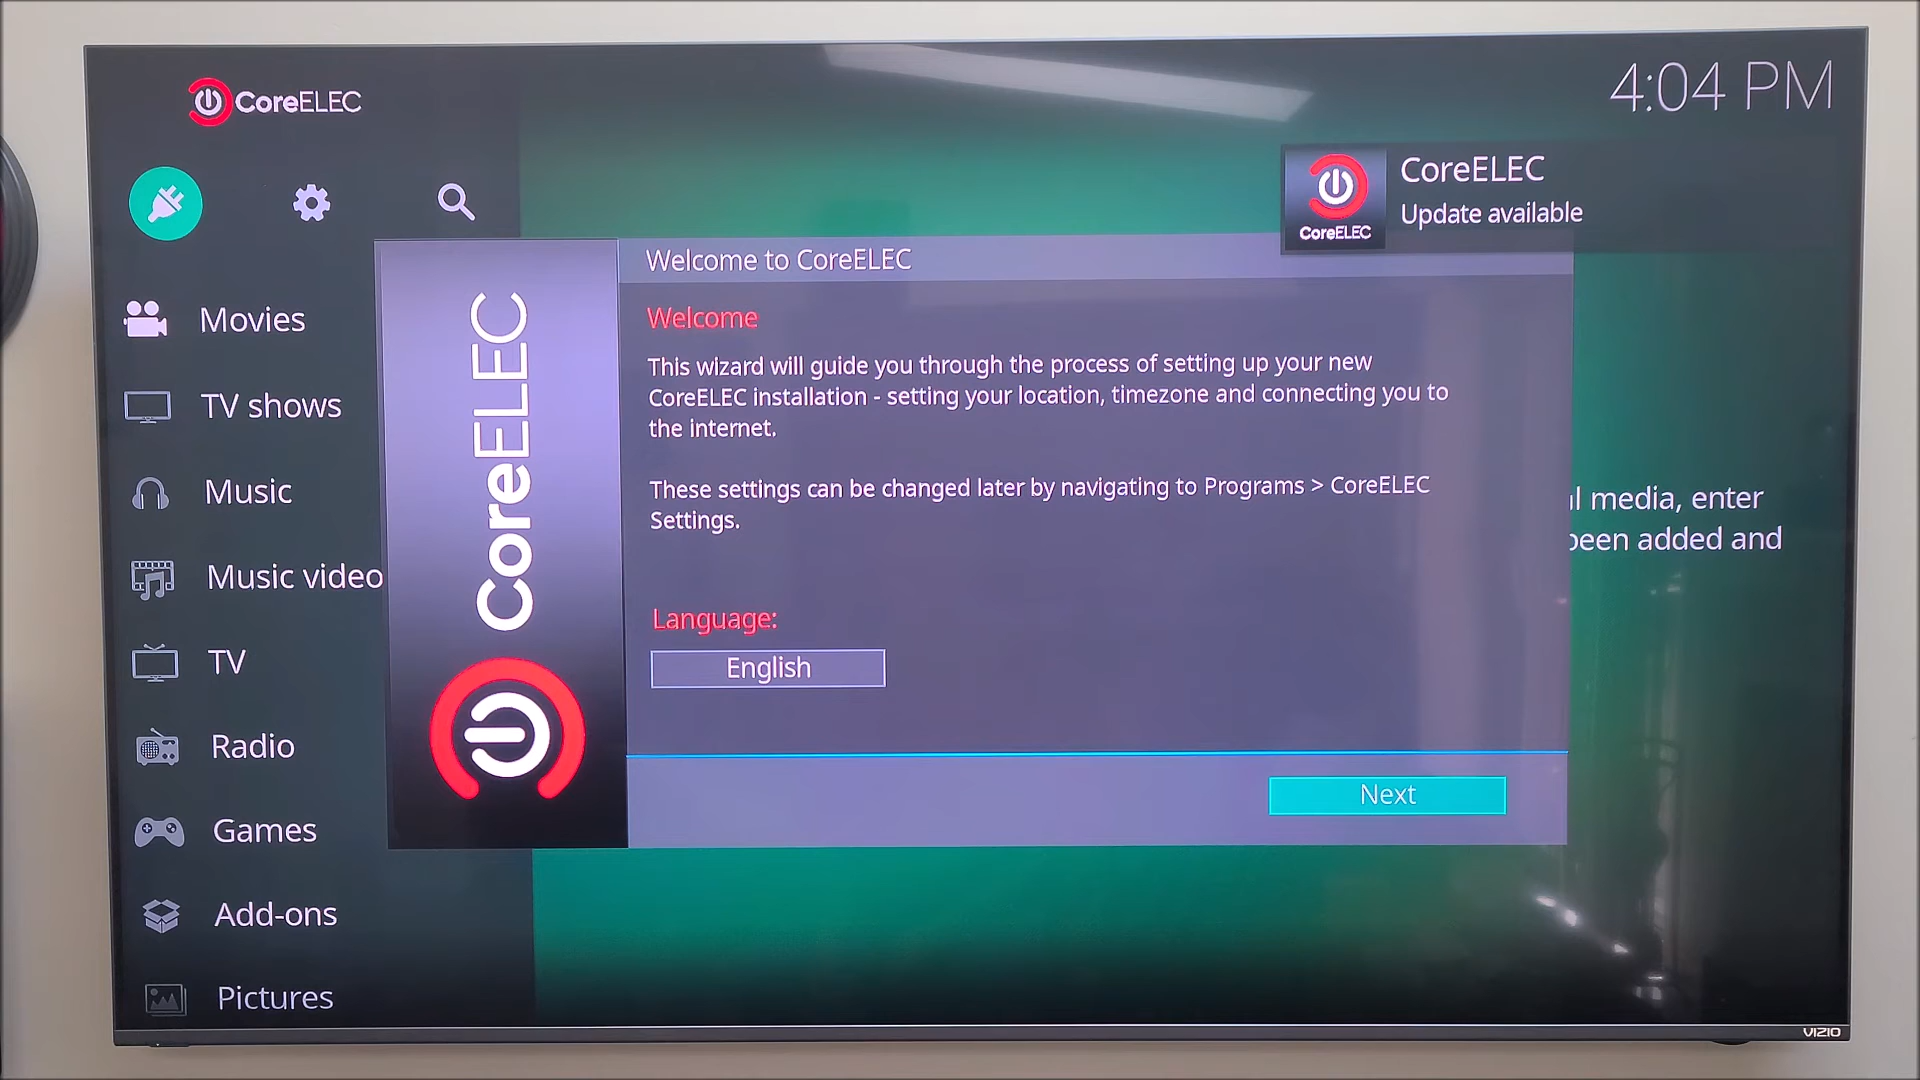 CoreELEC
4:04 PM
CoreELEC
Update available
CoreELEC
Movies
TV shows
Music
Music video
TV
Radio
Games
Add-ons
Pictures
CoreELEC
Welcome to CoreELEC
Welcome
This wizard will guide you through the process of setting up your new
CoreELEC installation - setting your location, timezone and connecting you to
the internet.
These settings can be changed later by navigating to Programs > CoreELEC
Settings.
Language:
English
Next
media, enter
been added and
VIZIO